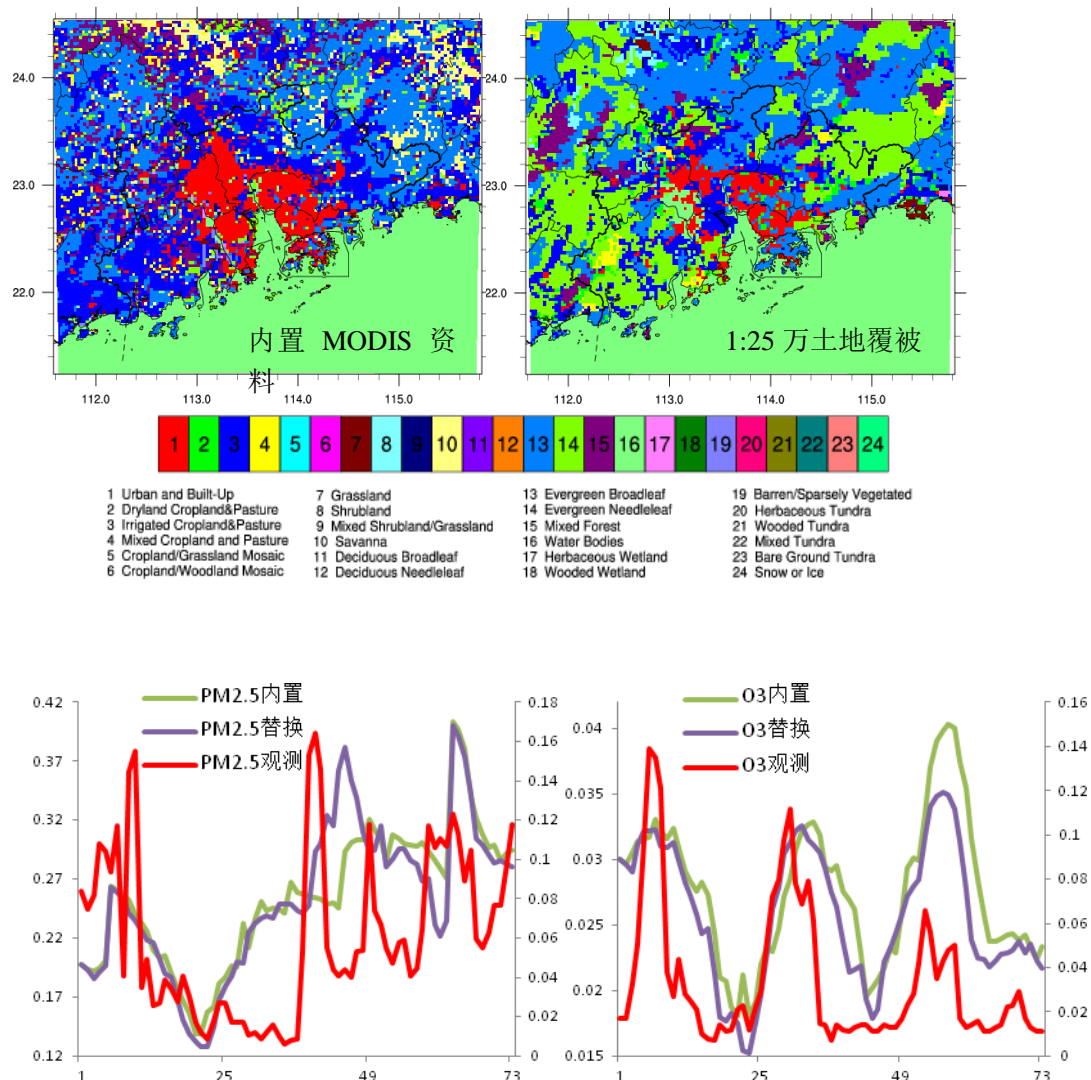 24.0
23.0
22.0
内置 MODIS 资
料
112.0 113.0 114.0 115.0
24.0
23.0
22.0
1:25 万土地覆被
112.0 113.0 114.0 115.0
1 2 3 4 5 6 7 8 9 10 11 12 13 14 15 16 17 18 19 20 21 22 23 24
1 Urban and Built-Up
2 Dryland Cropland&Pasture
3 Irrigated Cropland&Pasture
4 Mixed Cropland and Pasture
5 Cropland/Grassland Mosaic
6 Cropland/Woodland Mosaic
7 Grassland
8 Shrubland
9 Mixed Shrubland/Grassland
10 Savanna
11 Deciduous Broadleaf
12 Deciduous Needleleaf
13 Evergreen Broadleaf
14 Evergreen Needleleaf
15 Mixed Forest
16 Water Bodies
17 Herbaceous Wetland
18 Wooded Wetland
19 Barren/Sparsely Vegetated
20 Herbaceous Tundra
21 Wooded Tundra
22 Mixed Tundra
23 Bare Ground Tundra
24 Snow or Ice
PM2.5内置
PM2.5替换
PM2.5观测
0.42
0.37
0.32
0.27
0.22
0.17
0.12
0.18
0.16
0.14
0.12
0.1
0.08
0.06
0.04
0.02
0
1 25 49 73
O3内置
O3替换
O3观测
0.04
0.035
0.03
0.025
0.02
0.015
0.16
0.14
0.12
0.1
0.08
0.06
0.04
0.02
0
1 25 49 73